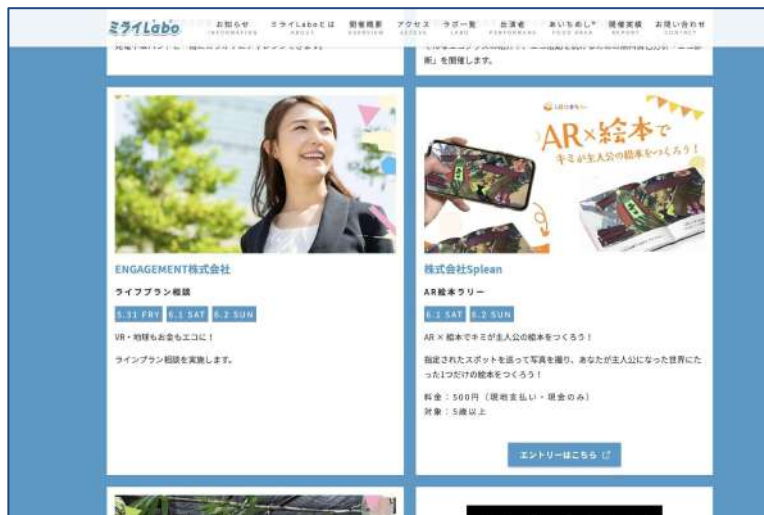 ミライLabo
お知らせ
INFORMATION
ミライLaboとは
ABOUT
開催概要
OVERVIEW
アクセス
ACCESS
ラボ一覧
LABO
出演者
PERFORMERS
あいちめし®
FOOD AREA
開催実績
REPORT
お問い合わせ
CONTACT
断」を開催します。
ENGAGEMENT株式会社
ライフプラン相談
5.31 FRY 6.1 SAT 6.2 SUN
VR・地球もお金もエコに！
ラインプラン相談を実施します。
AR×絵本で
キミが主人公の絵本をつくろう！
株式会社Splean
AR絵本ラリー
6.1 SAT 6.2 SUN
AR × 絵本でキミが主人公の絵本をつくろう！
指定されたスポットを巡って写真を撮り、あなたが主人公になった世界にた
った1つだけの絵本をつくろう！
料金：500円（現地支払い・現金のみ）
対象：5歳以上
エントリーはこちら